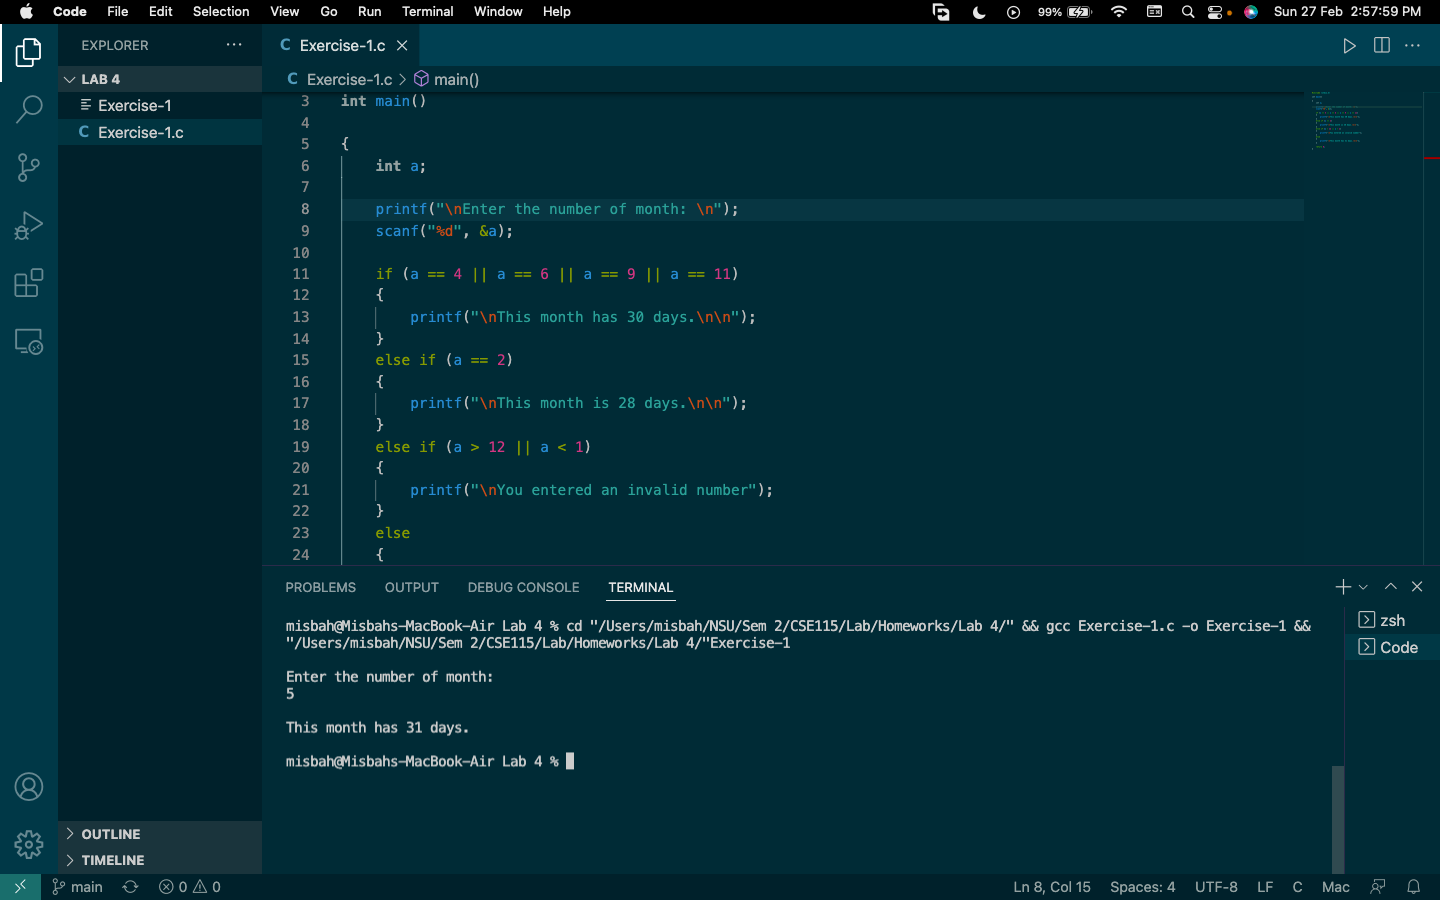 Code File Edit Selection View Go Run Terminal Window Help 99% Sun 27 Feb 2:57:59 PM
EXPLORER
LAB 4
Exercise-1
C Exercise-1.c
OUTLINE
TIMELINE
C Exercise-1.c
C Exercise-1.c > main()
3 int main()
4
5 {
6 int a;
7
8 printf("\nEnter the number of month: \n");
9 scanf("%d", &a);
10
11 if (a == 4 || a == 6 || a == 9 || a == 11)
12 {
13 printf("\nThis month has 30 days.\n\n");
14 }
15 else if (a == 2)
16 {
17 printf("\nThis month is 28 days.\n\n");
18 }
19 else if (a > 12 || a < 1)
20 {
21 printf("\nYou entered an invalid number");
22 }
23 else
24 {
PROBLEMS OUTPUT DEBUG CONSOLE TERMINAL
misbah@Misbahs-MacBook-Air Lab 4 % cd "/Users/misbah/NSU/Sem 2/CSE115/Lab/Homeworks/Lab 4/" && gcc Exercise-1.c -o Exercise-1 &&
"/Users/misbah/NSU/Sem 2/CSE115/Lab/Homeworks/Lab 4/"Exercise-1
Enter the number of month:
5
This month has 31 days.
misbah@Misbahs-MacBook-Air Lab 4 %
zsh
Code
main 0 0 Ln 8, Col 15 Spaces: 4 UTF-8 LF C Mac